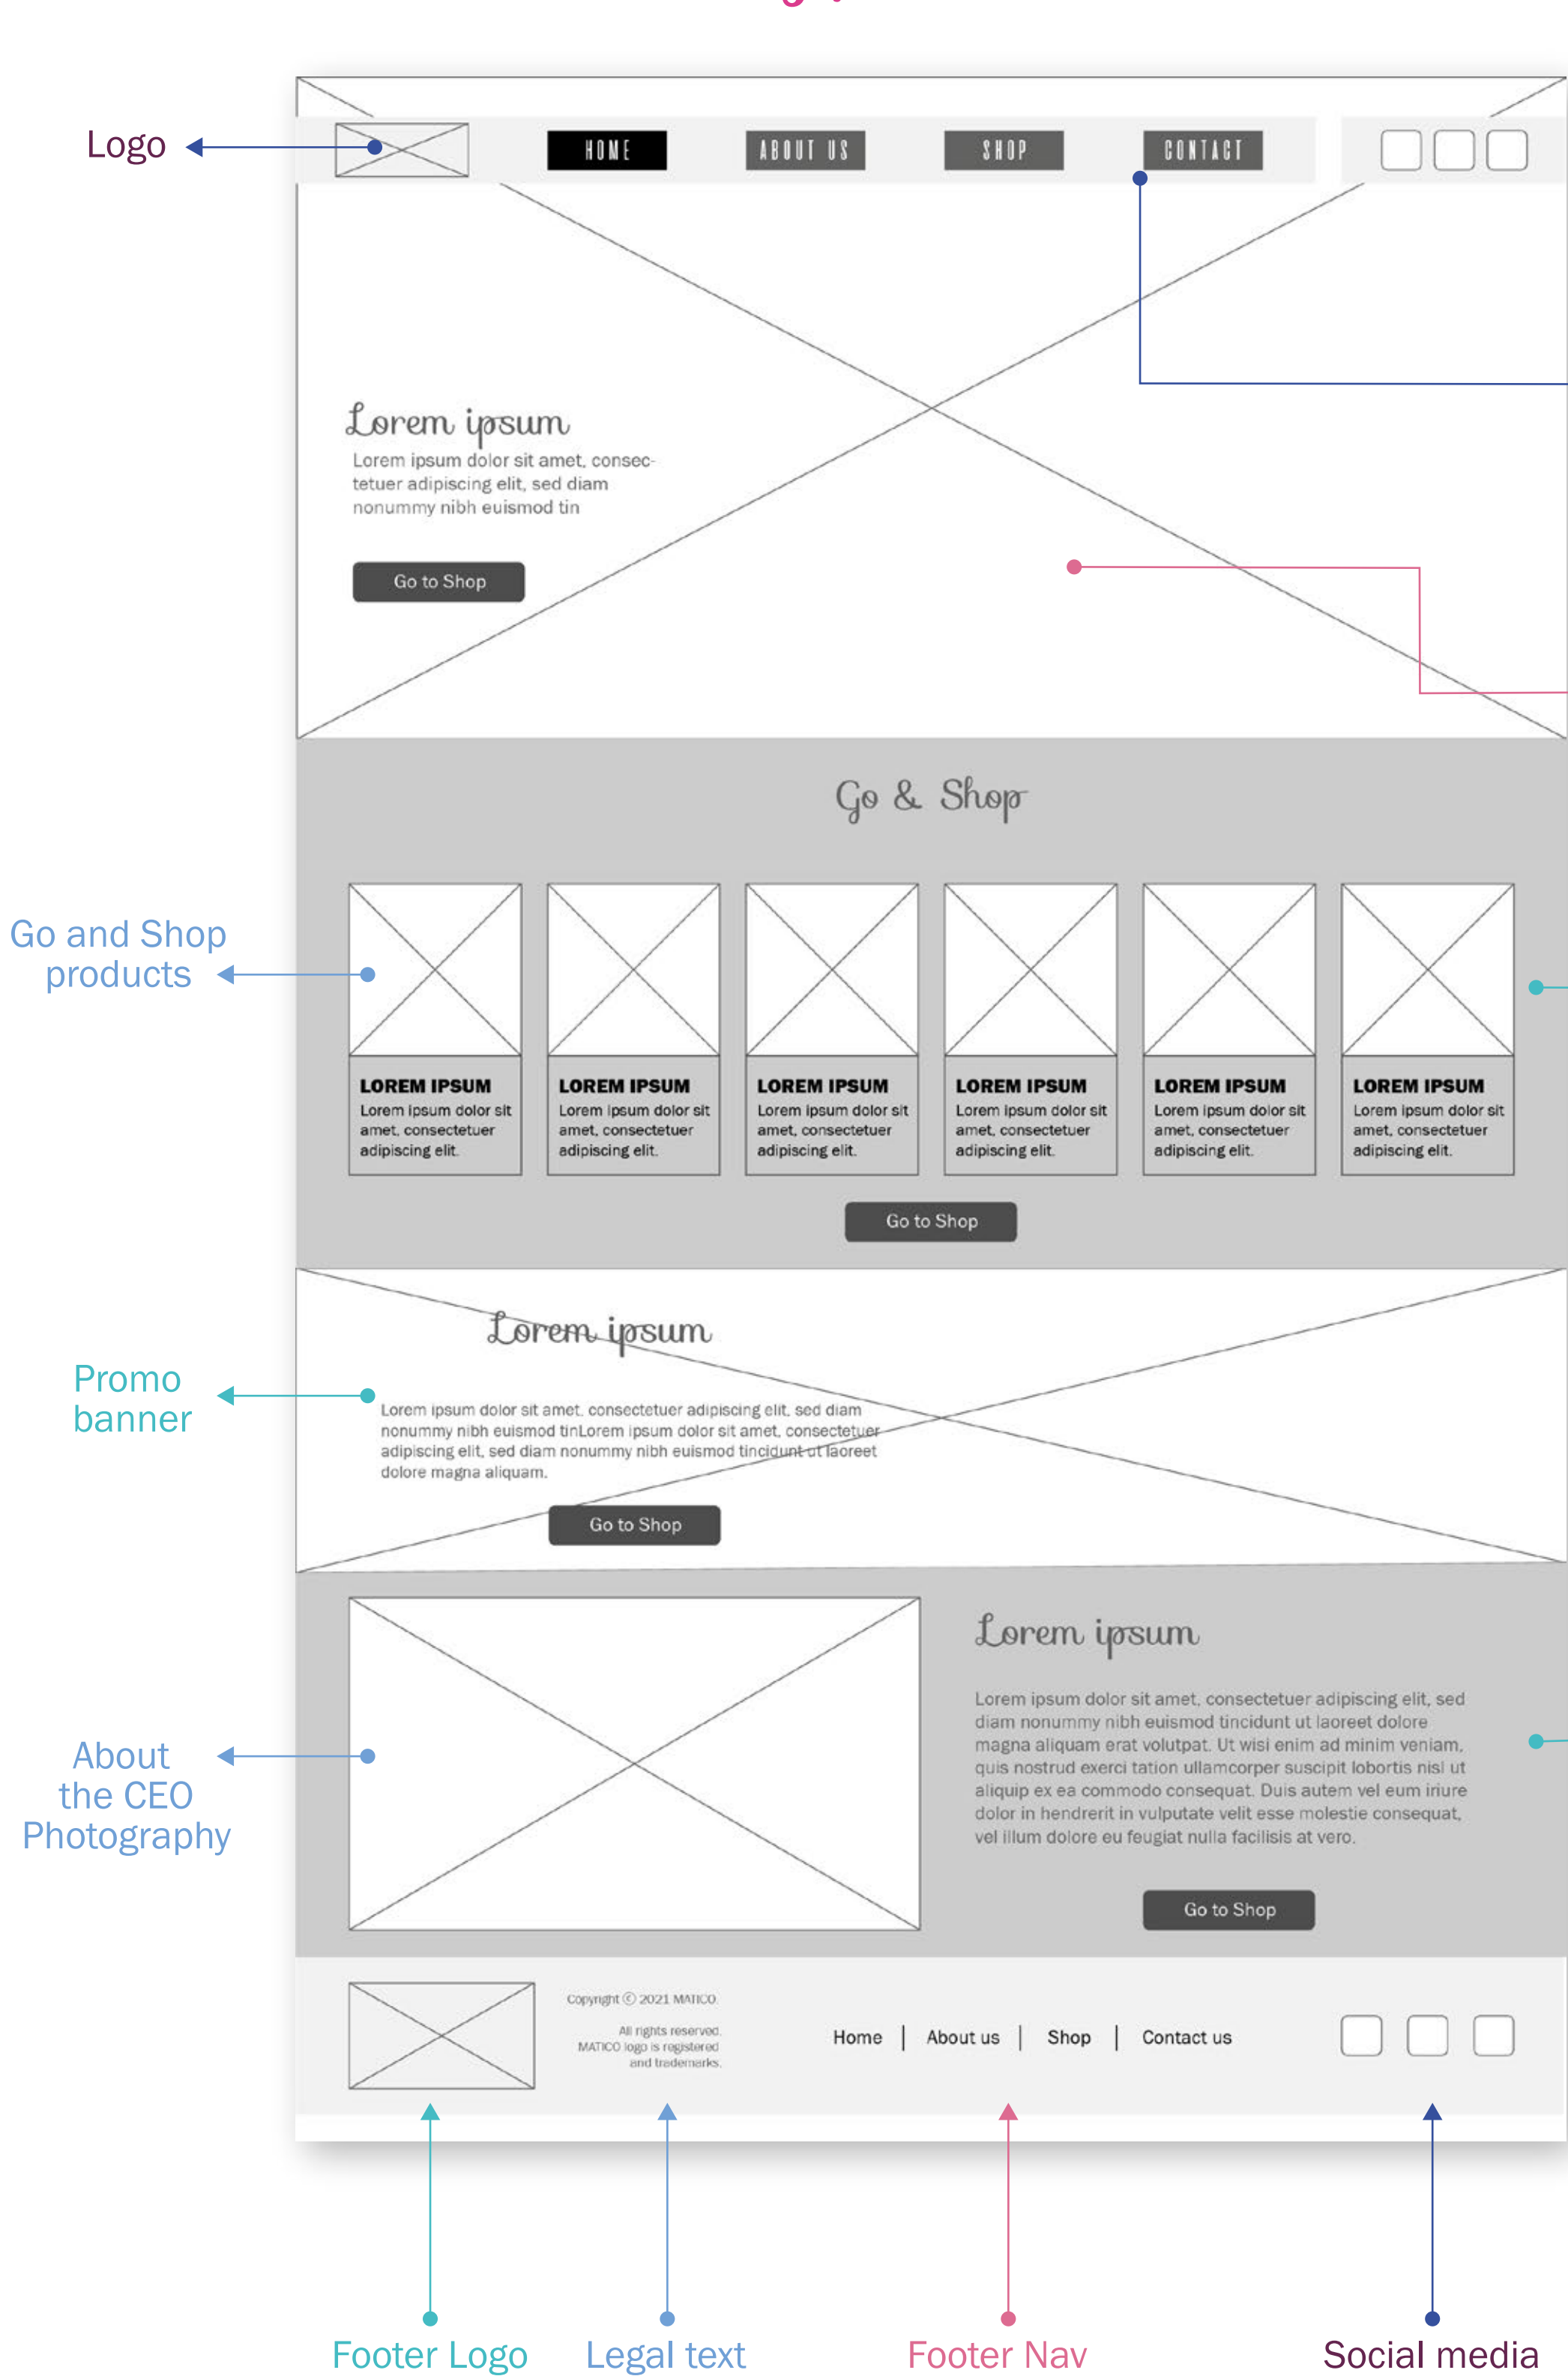 Logo
HOME
ABOUT US
SHOP
CONTACT
Lorem ipsum
Lorem ipsum dolor sit amet, consec-
tetuer adipiscing elit, sed diam
nonummy nibh euismod tin
Go to Shop
Go & Shop
Go and Shop
products
LOREM IPSUM
Lorem ipsum dolor sit
amet, consectetuer
adipiscing elit.
LOREM IPSUM
Lorem ipsum dolor sit
amet, consectetuer
adipiscing elit.
LOREM IPSUM
Lorem ipsum dolor sit
amet, consectetuer
adipiscing elit.
LOREM IPSUM
Lorem ipsum dolor sit
amet, consectetuer
adipiscing elit.
LOREM IPSUM
Lorem ipsum dolor sit
amet, consectetuer
adipiscing elit.
LOREM IPSUM
Lorem ipsum dolor sit
amet, consectetuer
adipiscing elit.
Go to Shop
Promo
banner
Lorem ipsum
Lorem ipsum dolor sit amet, consectetuer adipiscing elit, sed diam
nonummy nibh euismod tinLorem ipsum dolor sit amet, consectetuer
adipiscing elit, sed diam nonummy nibh euismod tincidunt ut laoreet
dolore magna aliquam.
Go to Shop
About
the CEO
Photography
Lorem ipsum
Lorem ipsum dolor sit amet, consectetuer adipiscing elit, sed
diam nonummy nibh euismod tincidunt ut laoreet dolore
magna aliquam erat volutpat. Ut wisi enim ad minim veniam,
quis nostrud exerci tation ullamcorper suscipit lobortis nisl ut
aliquip ex ea commodo consequat. Duis autem vel eum iriure
dolor in hendrerit in vulputate velit esse molestie consequat,
vel illum dolore eu feugiat nulla facilisis at vero.
Go to Shop
Copyright © 2021 MATICO.
All rights reserved.
MATICO logo is registered
and trademarks.
Home | About us | Shop | Contact us
Footer Logo
Legal text
Footer Nav
Social media